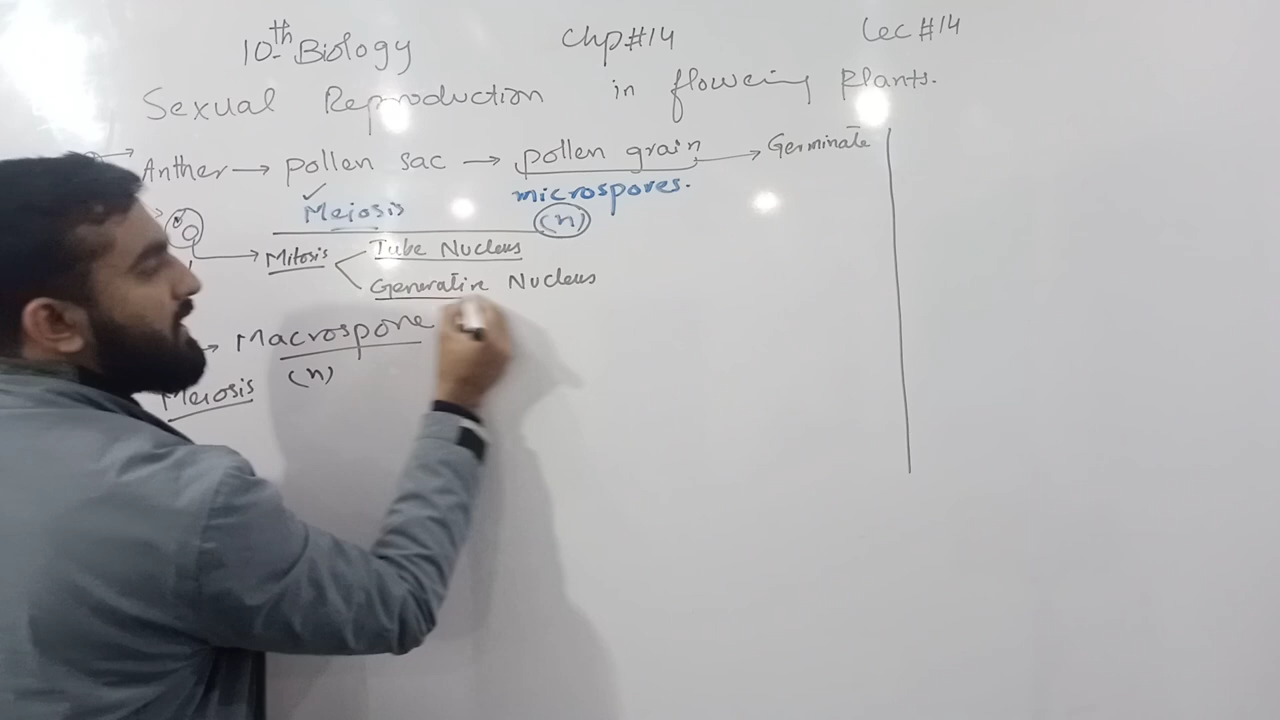 10th Biology Chp#14 Lec#14
Sexual Reproduction in flowering Plants.
Anther → pollen sac → pollen grain → Germinate
✓ Meiosis microspores.
(n)
Mitosis Tube Nucleus
Generative Nucleus
→ Macrospore
(n)
Meiosis